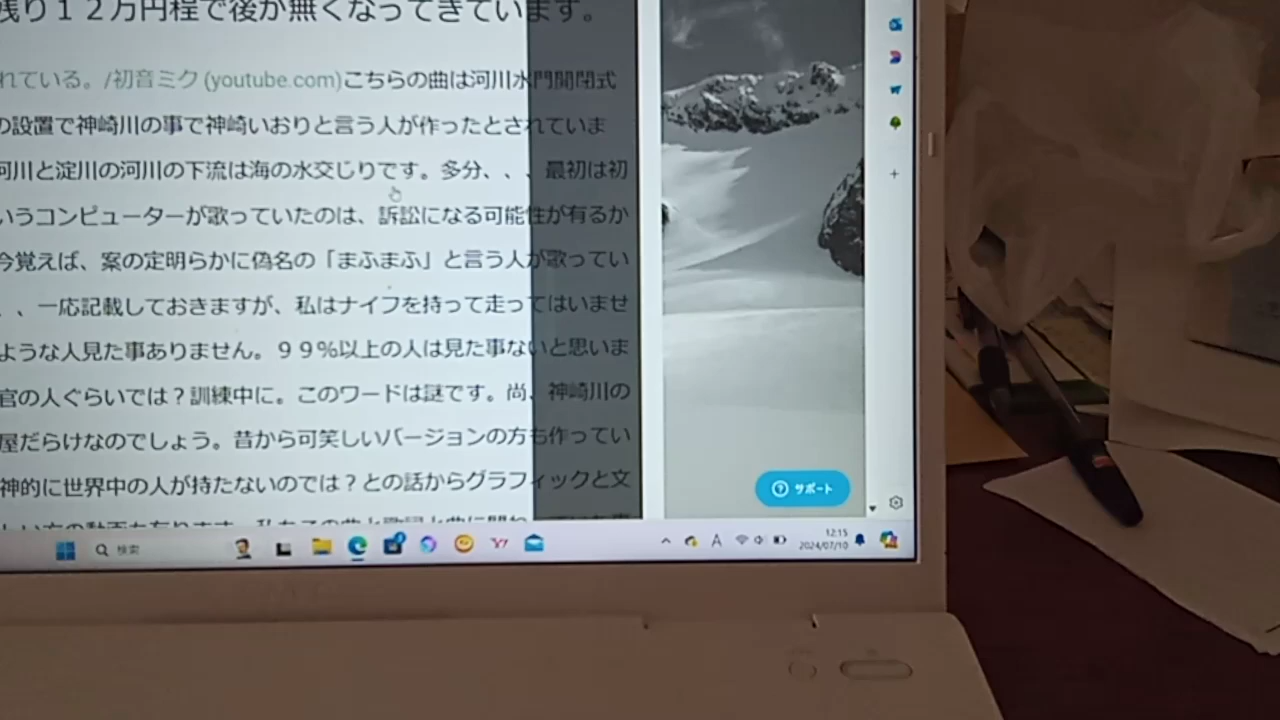 残り１２万円程で後が無くなってきています。
れている。/初音ミク (youtube.com)こちらの曲は河川水門開閉式
の設置で神崎川の事で神崎いおりと言う人が作ったとされていま
河川と淀川の河川の下流は海の水交じりです。多分、、、最初は初
いうコンピューターが歌っていたのは、訴訟になる可能性が有るか
今覚えば、案の定明らかに偽名の「まふまふ」と言う人が歌ってい
、、一応記載しておきますが、私はナイフを持って走ってはいませ
ような人見た事ありません。９９%以上の人は見た事ないと思いま
官の人ぐらいでは？訓練中に。このワードは謎です。尚、神崎川の
屋だらけなのでしょう。昔から可笑しいバージョンの方も作ってい
神的に世界中の人が持たないのでは？との話からグラフィックと文
サポート
検索
A
12:15
2024/07/10